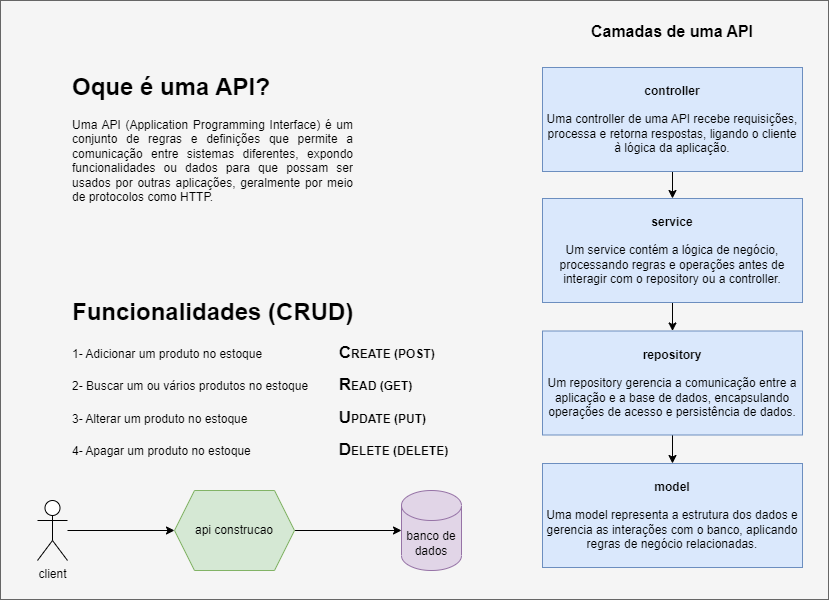 Oque é uma API?
Uma API (Application Programming Interface) é um
conjunto de regras e definições que permite a
comunicação entre sistemas diferentes, expondo
funcionalidades ou dados para que possam ser
usados por outras aplicações, geralmente por meio
de protocolos como HTTP.
Funcionalidades (CRUD)
1- Adicionar um produto no estoque CREATE (POST)
2- Buscar um ou vários produtos no estoque READ (GET)
3- Alterar um produto no estoque UPDATE (PUT)
4- Apagar um produto no estoque DELETE (DELETE)
client
api construcao
banco de
dados
Camadas de uma API
controller
Uma controller de uma API recebe requisições,
processa e retorna respostas, ligando o cliente
à lógica da aplicação.
service
Um service contém a lógica de negócio,
processando regras e operações antes de
interagir com o repository ou a controller.
repository
Um repository gerencia a comunicação entre a
aplicação e a base de dados, encapsulando
operações de acesso e persistência de dados.
model
Uma model representa a estrutura dos dados e
gerencia as interações com o banco, aplicando
regras de negócio relacionadas.